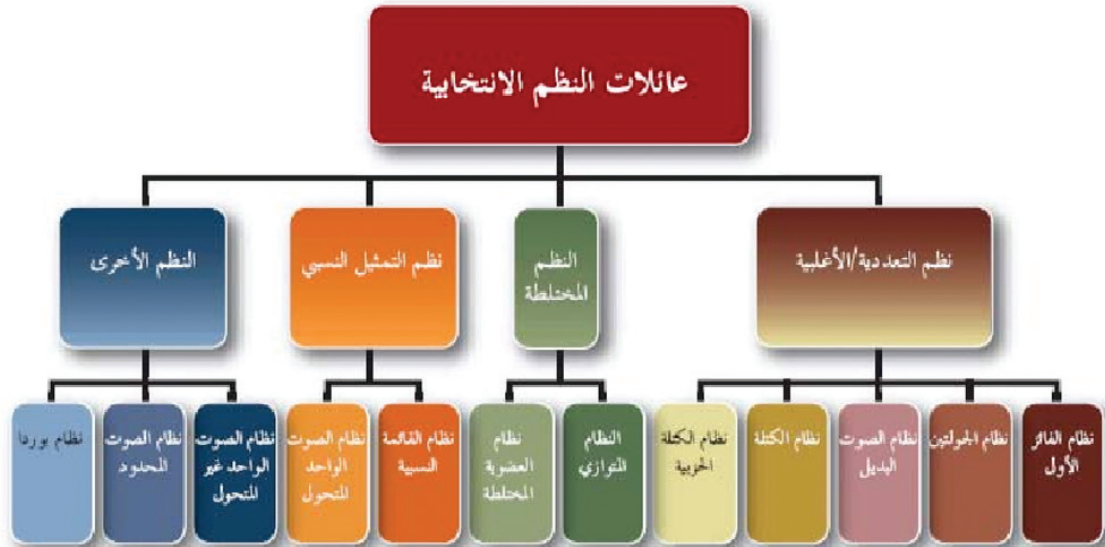 عائلات النظم الانتخابية
نظم التعددية/الأغلبية
النظم
المختلطة
نظم التمثيل النسبي
النظم الأخرى
نظام الفائز
الأول
نظام الجولتين
نظام الصوت
البديل
نظام الكتلة
نظام الكتلة
الحزبية
النظام
المتوازي
نظام
العضوية
المختلطة
نظام القائمة
النسبية
نظام الصوت
الواحد
المتحول
نظام الصوت
الواحد غير
المتحول
نظام الصوت
المحدود
نظام بوردا